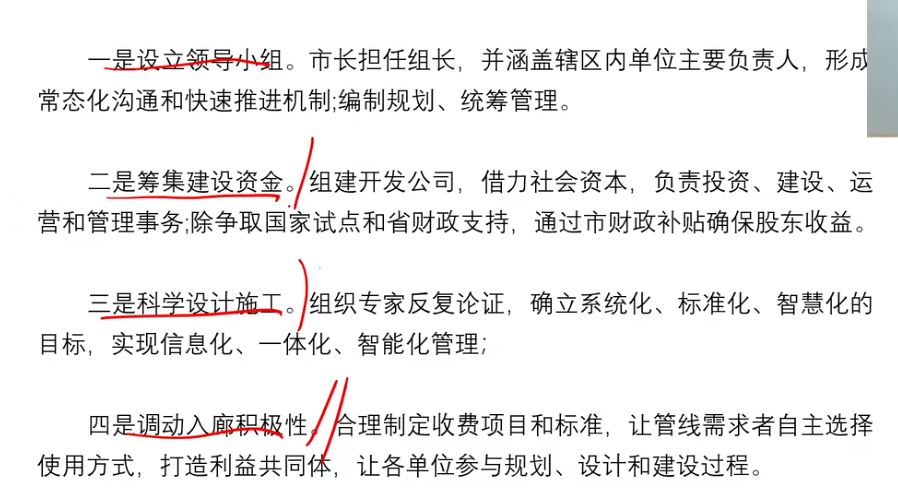 一是设立领导小组。市长担任组长，并涵盖辖区内单位主要负责人，形成
常态化沟通和快速推进机制;编制规划、统筹管理。
二是筹集建设资金。组建开发公司，借力社会资本，负责投资、建设、运
营和管理事务;除争取国家试点和省财政支持，通过市财政补贴确保股东收益。
三是科学设计施工。组织专家反复论证，确立系统化、标准化、智慧化的
目标，实现信息化、一体化、智能化管理；
四是调动入廊积极性。合理制定收费项目和标准，让管线需求者自主选择
使用方式，打造利益共同体，让各单位参与规划、设计和建设过程。